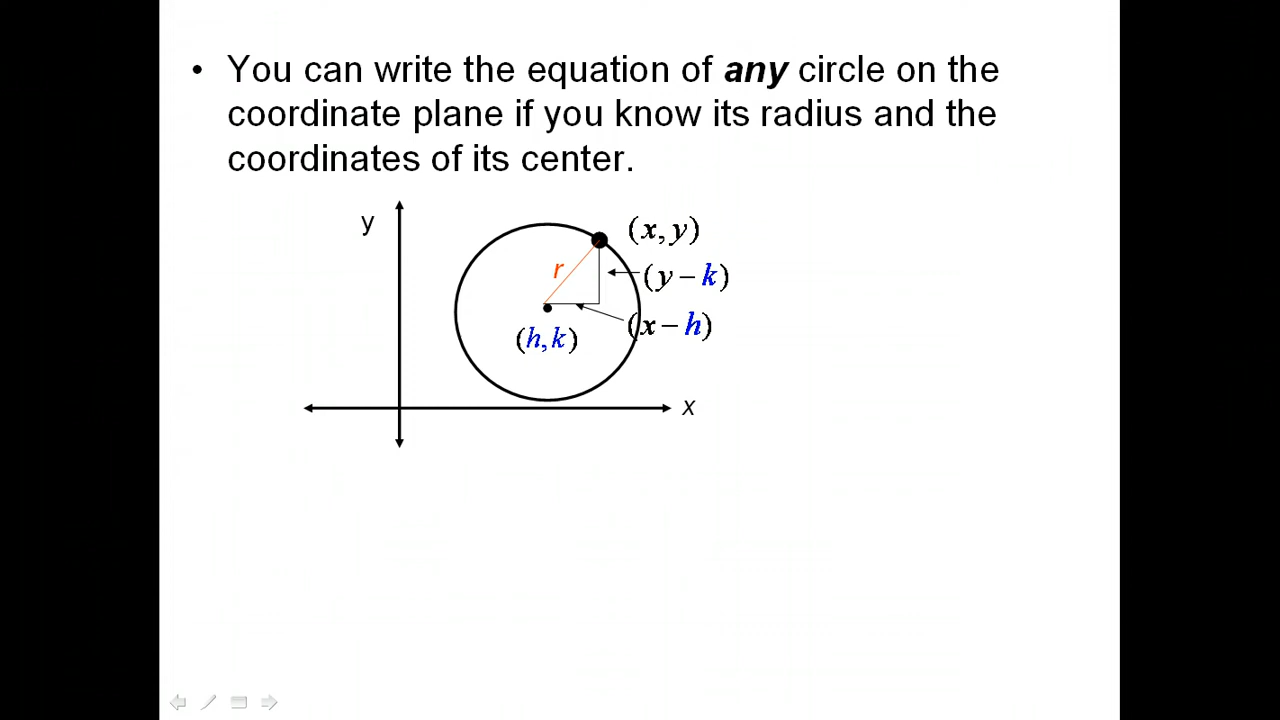 • You can write the equation of any circle on the
coordinate plane if you know its radius and the
coordinates of its center.
y
(x, y)
r
(y – k)
(x – h)
(h, k)
x